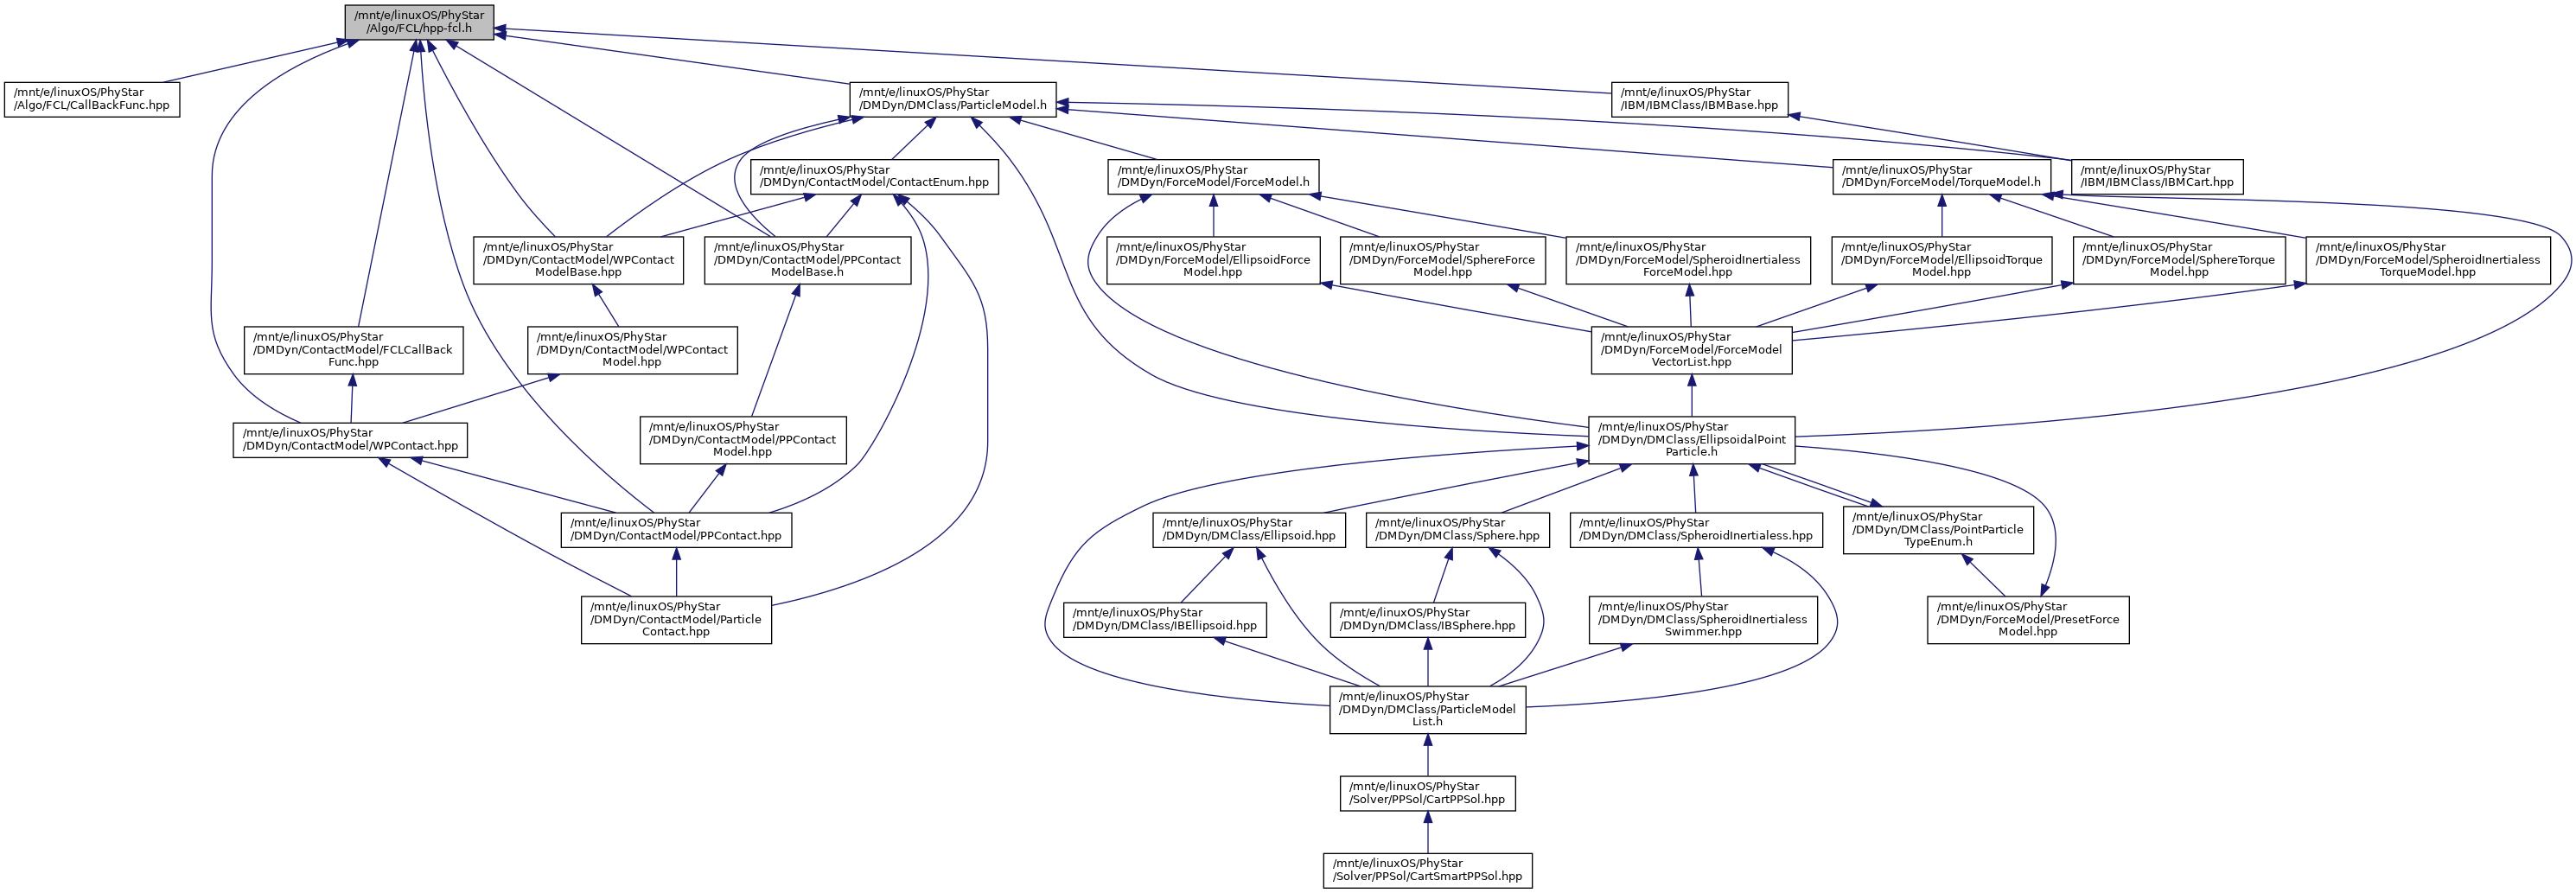 /mnt/e/linuxOS/PhyStar
/Algo/FCL/hpp-fcl.h
/mnt/e/linuxOS/PhyStar
/Algo/FCL/CallBackFunc.hpp
/mnt/e/linuxOS/PhyStar
/DMDyn/DMClass/ParticleModel.h
/mnt/e/linuxOS/PhyStar
/IBM/IBMClass/IBMBase.hpp
/mnt/e/linuxOS/PhyStar
/DMDyn/ContactModel/ContactEnum.hpp
/mnt/e/linuxOS/PhyStar
/DMDyn/ForceModel/ForceModel.h
/mnt/e/linuxOS/PhyStar
/DMDyn/ForceModel/TorqueModel.h
/mnt/e/linuxOS/PhyStar
/IBM/IBMClass/IBMCart.hpp
/mnt/e/linuxOS/PhyStar
/DMDyn/ContactModel/WPContact
ModelBase.hpp
/mnt/e/linuxOS/PhyStar
/DMDyn/ContactModel/PPContact
ModelBase.h
/mnt/e/linuxOS/PhyStar
/DMDyn/ForceModel/EllipsoidForce
Model.hpp
/mnt/e/linuxOS/PhyStar
/DMDyn/ForceModel/SphereForce
Model.hpp
/mnt/e/linuxOS/PhyStar
/DMDyn/ForceModel/SpheroidInertialess
ForceModel.hpp
/mnt/e/linuxOS/PhyStar
/DMDyn/ForceModel/EllipsoidTorque
Model.hpp
/mnt/e/linuxOS/PhyStar
/DMDyn/ForceModel/SphereTorque
Model.hpp
/mnt/e/linuxOS/PhyStar
/DMDyn/ForceModel/SpheroidInertialess
TorqueModel.hpp
/mnt/e/linuxOS/PhyStar
/DMDyn/ContactModel/FCLCallBack
Func.hpp
/mnt/e/linuxOS/PhyStar
/DMDyn/ContactModel/WPContact
Model.hpp
/mnt/e/linuxOS/PhyStar
/DMDyn/ForceModel/ForceModel
VectorList.hpp
/mnt/e/linuxOS/PhyStar
/DMDyn/ContactModel/WPContact.hpp
/mnt/e/linuxOS/PhyStar
/DMDyn/ContactModel/PPContact
Model.hpp
/mnt/e/linuxOS/PhyStar
/DMDyn/DMClass/EllipsoidalPoint
Particle.h
/mnt/e/linuxOS/PhyStar
/DMDyn/ContactModel/PPContact.hpp
/mnt/e/linuxOS/PhyStar
/DMDyn/DMClass/Ellipsoid.hpp
/mnt/e/linuxOS/PhyStar
/DMDyn/DMClass/Sphere.hpp
/mnt/e/linuxOS/PhyStar
/DMDyn/DMClass/SpheroidInertialess.hpp
/mnt/e/linuxOS/PhyStar
/DMDyn/DMClass/PointParticle
TypeEnum.h
/mnt/e/linuxOS/PhyStar
/DMDyn/ContactModel/Particle
Contact.hpp
/mnt/e/linuxOS/PhyStar
/DMDyn/DMClass/IBEllipsoid.hpp
/mnt/e/linuxOS/PhyStar
/DMDyn/DMClass/IBSphere.hpp
/mnt/e/linuxOS/PhyStar
/DMDyn/DMClass/SpheroidInertialess
Swimmer.hpp
/mnt/e/linuxOS/PhyStar
/DMDyn/ForceModel/PresetForce
Model.hpp
/mnt/e/linuxOS/PhyStar
/DMDyn/DMClass/ParticleModel
List.h
/mnt/e/linuxOS/PhyStar
/Solver/PPSol/CartPPSol.hpp
/mnt/e/linuxOS/PhyStar
/Solver/PPSol/CartSmartPPSol.hpp